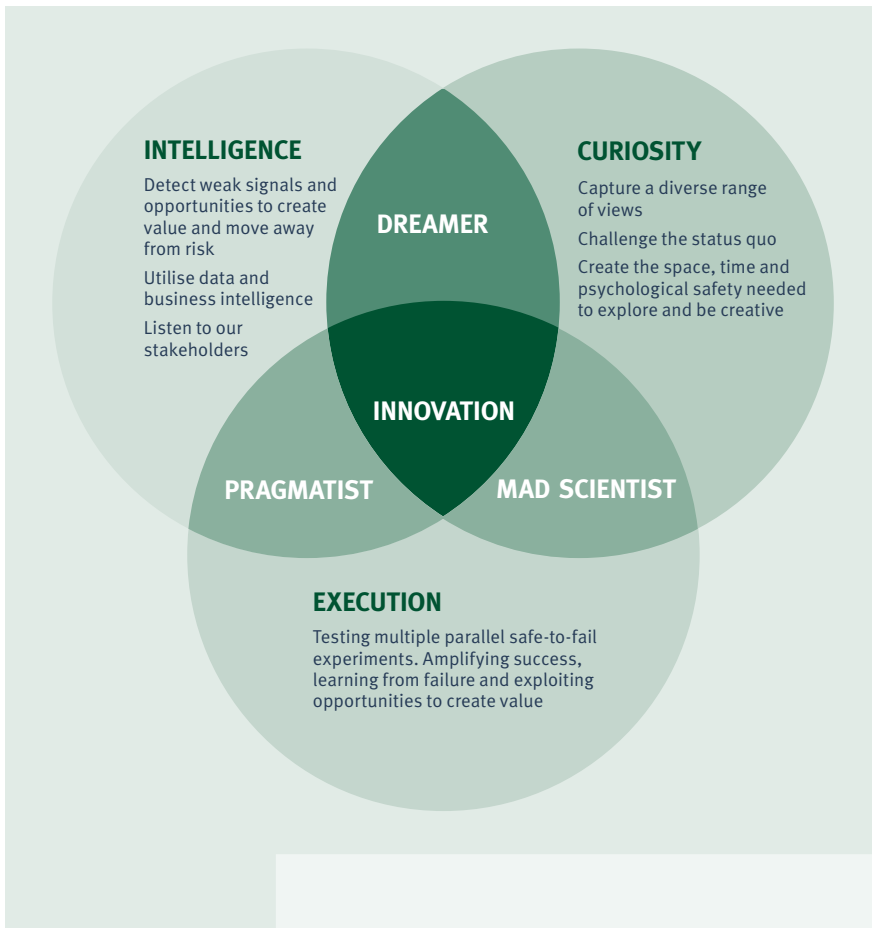 INTELLIGENCE
Detect weak signals and
opportunities to create
value and move away
from risk
Utilise data and
business intelligence
Listen to our
stakeholders
DREAMER
CURIOSITY
Capture a diverse range
of views
Challenge the status quo
Create the space, time and
psychological safety needed
to explore and be creative
INNOVATION
PRAGMATIST
MAD SCIENTIST
EXECUTION
Testing multiple parallel safe-to-fail
experiments. Amplifying success,
learning from failure and exploiting
opportunities to create value